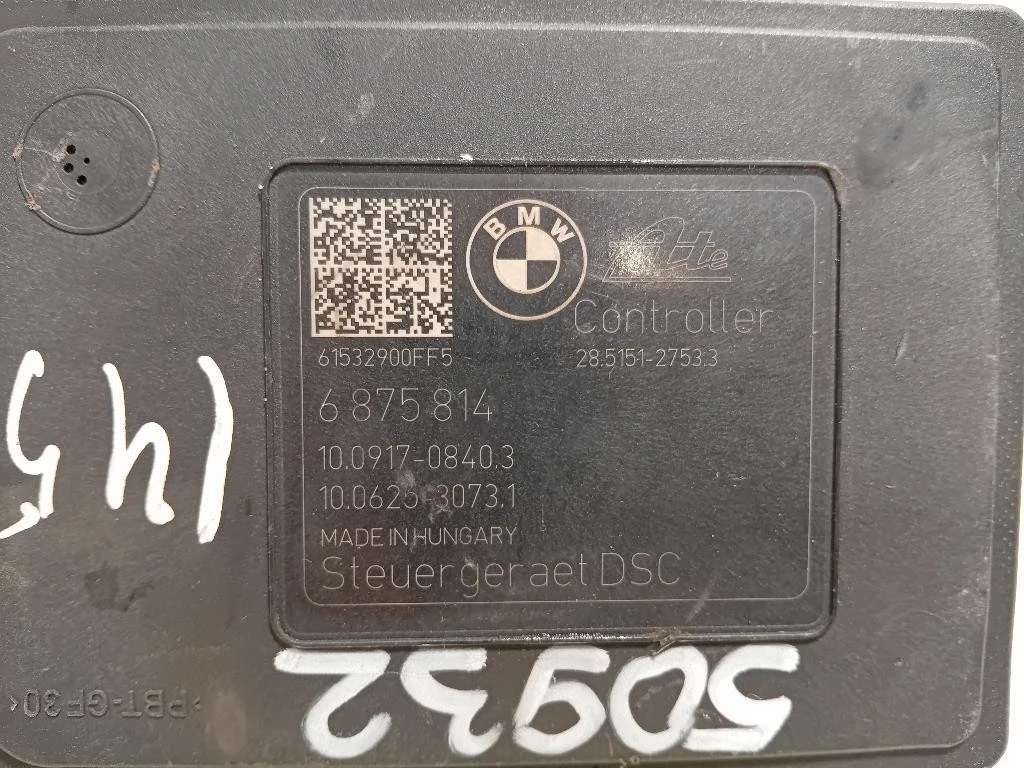 BMW
Ate
Controller
61532900FF5
28.5151-2753.3
6 875 814
10.0917-0840.3
10.0625-3073.1
MADE IN HUNGARY
Steuergeraet DSC
145
50932
>PBT-GF30<